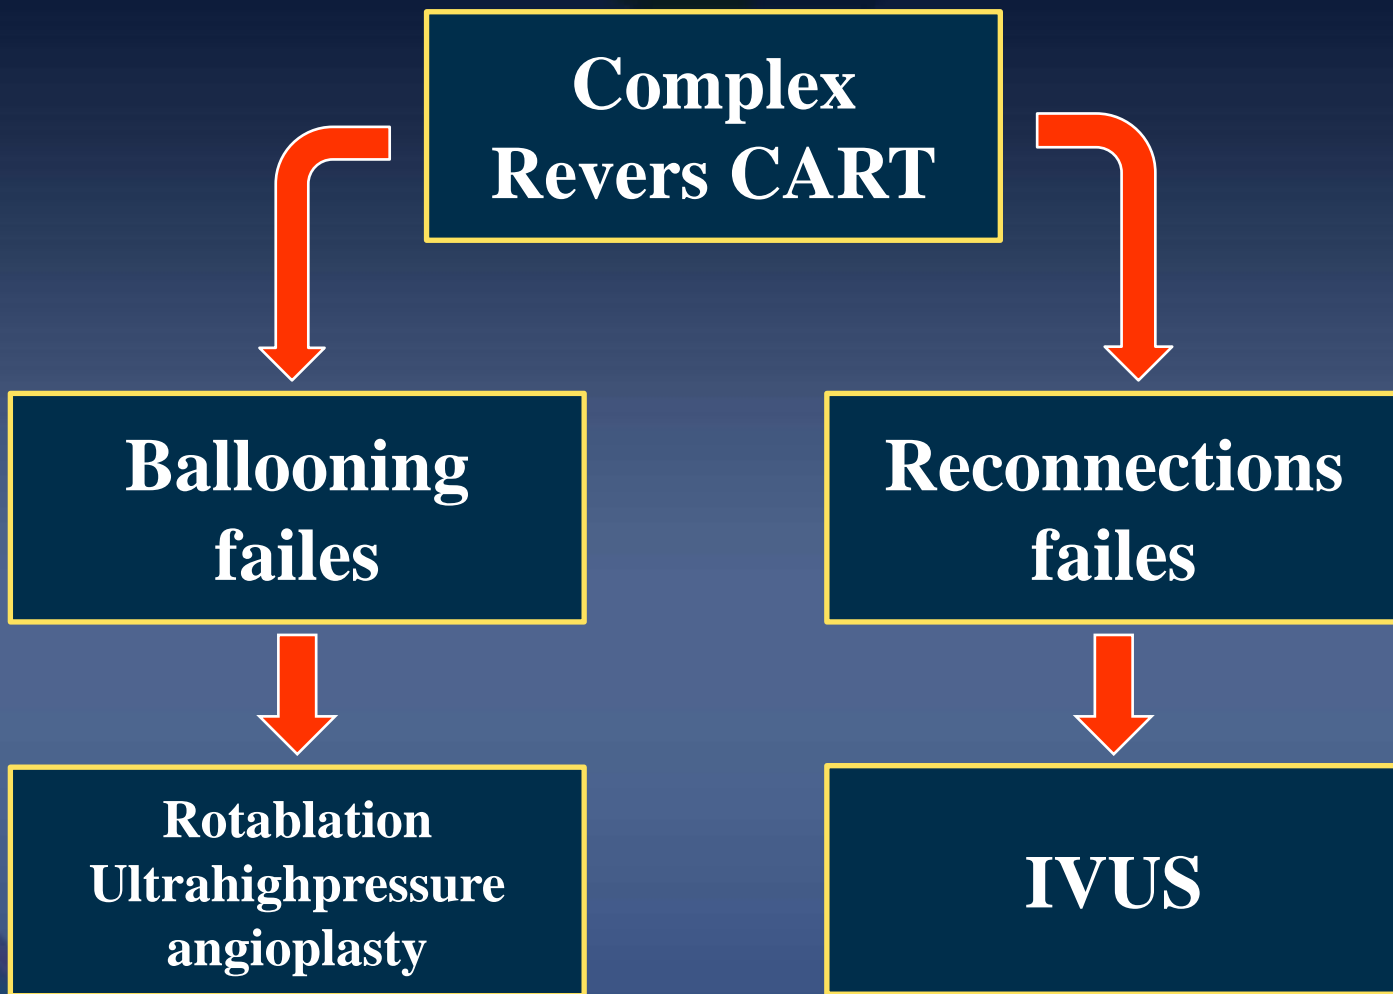 Complex
Revers CART
Ballooning
failes
Reconnections
failes
Rotablation
Ultrahighpressure
angioplasty
IVUS